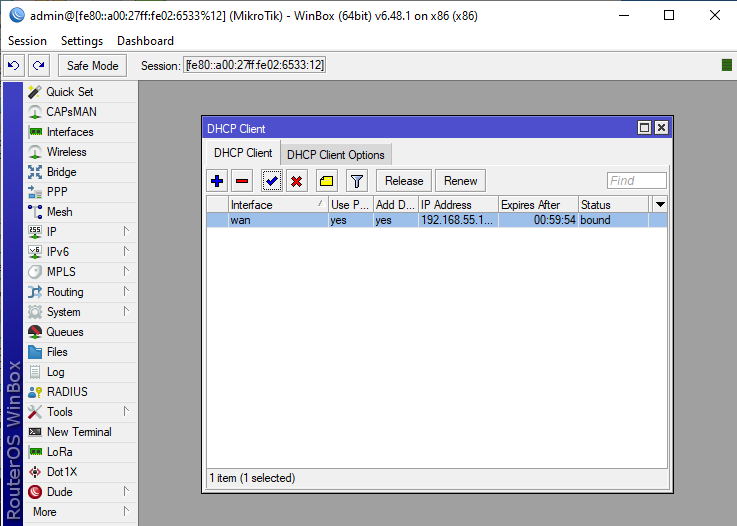 admin@[fe80::a00:27ff:fe02:6533%12] (MikroTik) - WinBox (64bit) v6.48.1 on x86 (x86)
Session Settings Dashboard
Safe Mode Session: [fe80::a00:27ff:fe02:6533:12]
Quick Set
CAPsMAN
Interfaces
Wireless
Bridge
PPP
Mesh
IP
IPv6
MPLS
Routing
System
Queues
Files
Log
RADIUS
Tools
New Terminal
LoRa
Dot1X
Dude
More
RouterOS WinBox
DHCP Client
DHCP Client DHCP Client Options
Release Renew Find
Interface Use P... Add D... IP Address Expires After Status
wan yes yes 192.168.55.1... 00:59:54 bound
1 item (1 selected)